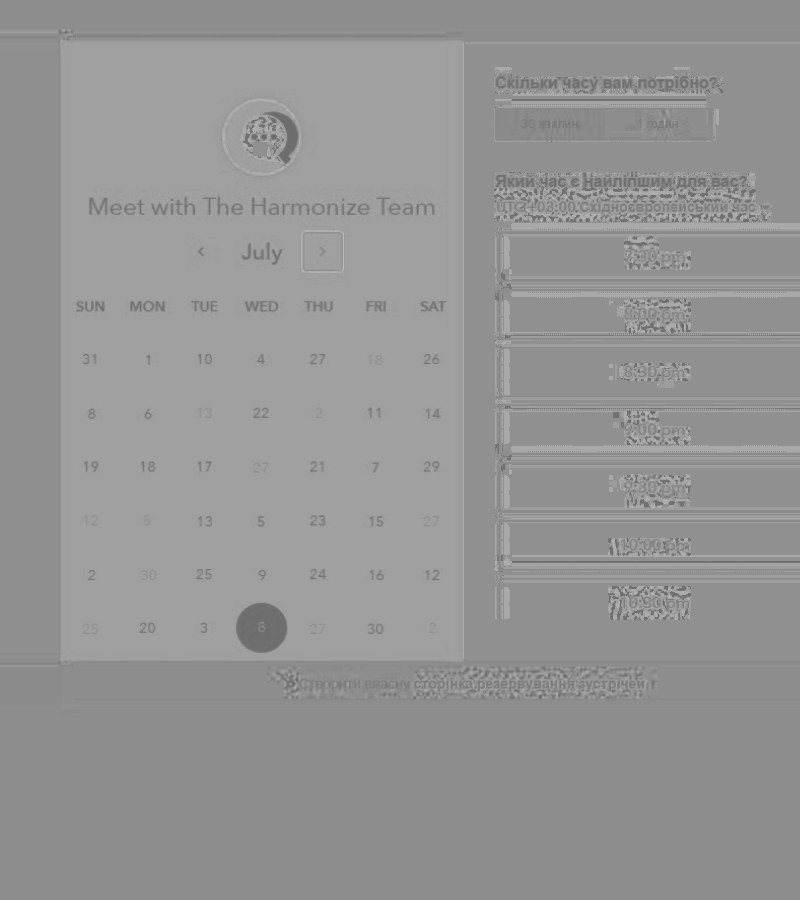 Meet with The Harmonize Team
July
SUN MON TUE WED THU FRI SAT
31 1 10 4 27 18 26
8 6 13 22 2 11 14
19 18 17 27 21 7 29
12 5 13 5 23 15 27
2 30 25 9 24 16 12
25 20 3 8 27 30 2
Скільки часу вам потрібно?
30 хвилин 1 годин
Який час є найліпшим для вас?
UTC +03:00 Східноєвропейський час
7:30 pm
8:00 pm
8:30 pm
9:00 pm
9:30 pm
10:00 pm
10:30 pm
Створити власну сторінка резервування зустрічей